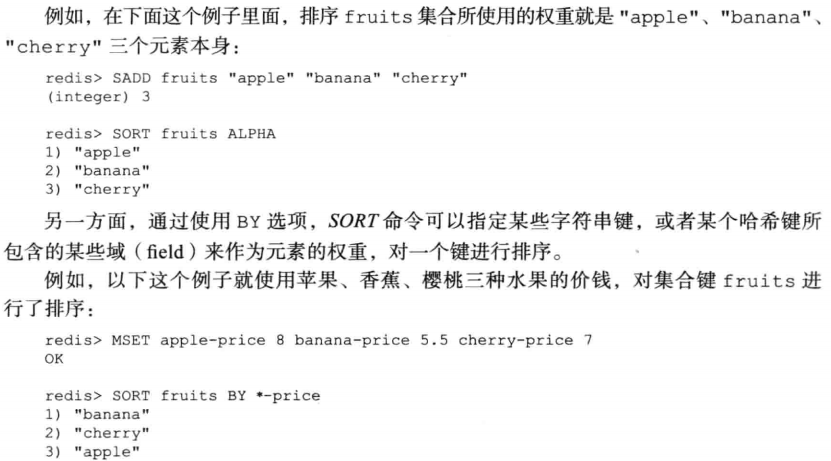 例如，在下面这个例子里面，排序 fruits 集合所使用的权重就是 "apple"、"banana"、
"cherry" 三个元素本身：
redis> SADD fruits "apple" "banana" "cherry"
(integer) 3
redis> SORT fruits ALPHA
1) "apple"
2) "banana"
3) "cherry"
另一方面，通过使用 BY 选项，SORT 命令可以指定某些字符串键，或者某个哈希键所
包含的某些域（field）来作为元素的权重，对一个键进行排序。
例如，以下这个例子就使用苹果、香蕉、樱桃三种水果的价钱，对集合键 fruits 进
行了排序：
redis> MSET apple-price 8 banana-price 5.5 cherry-price 7
OK
redis> SORT fruits BY *-price
1) "banana"
2) "cherry"
3) "apple"